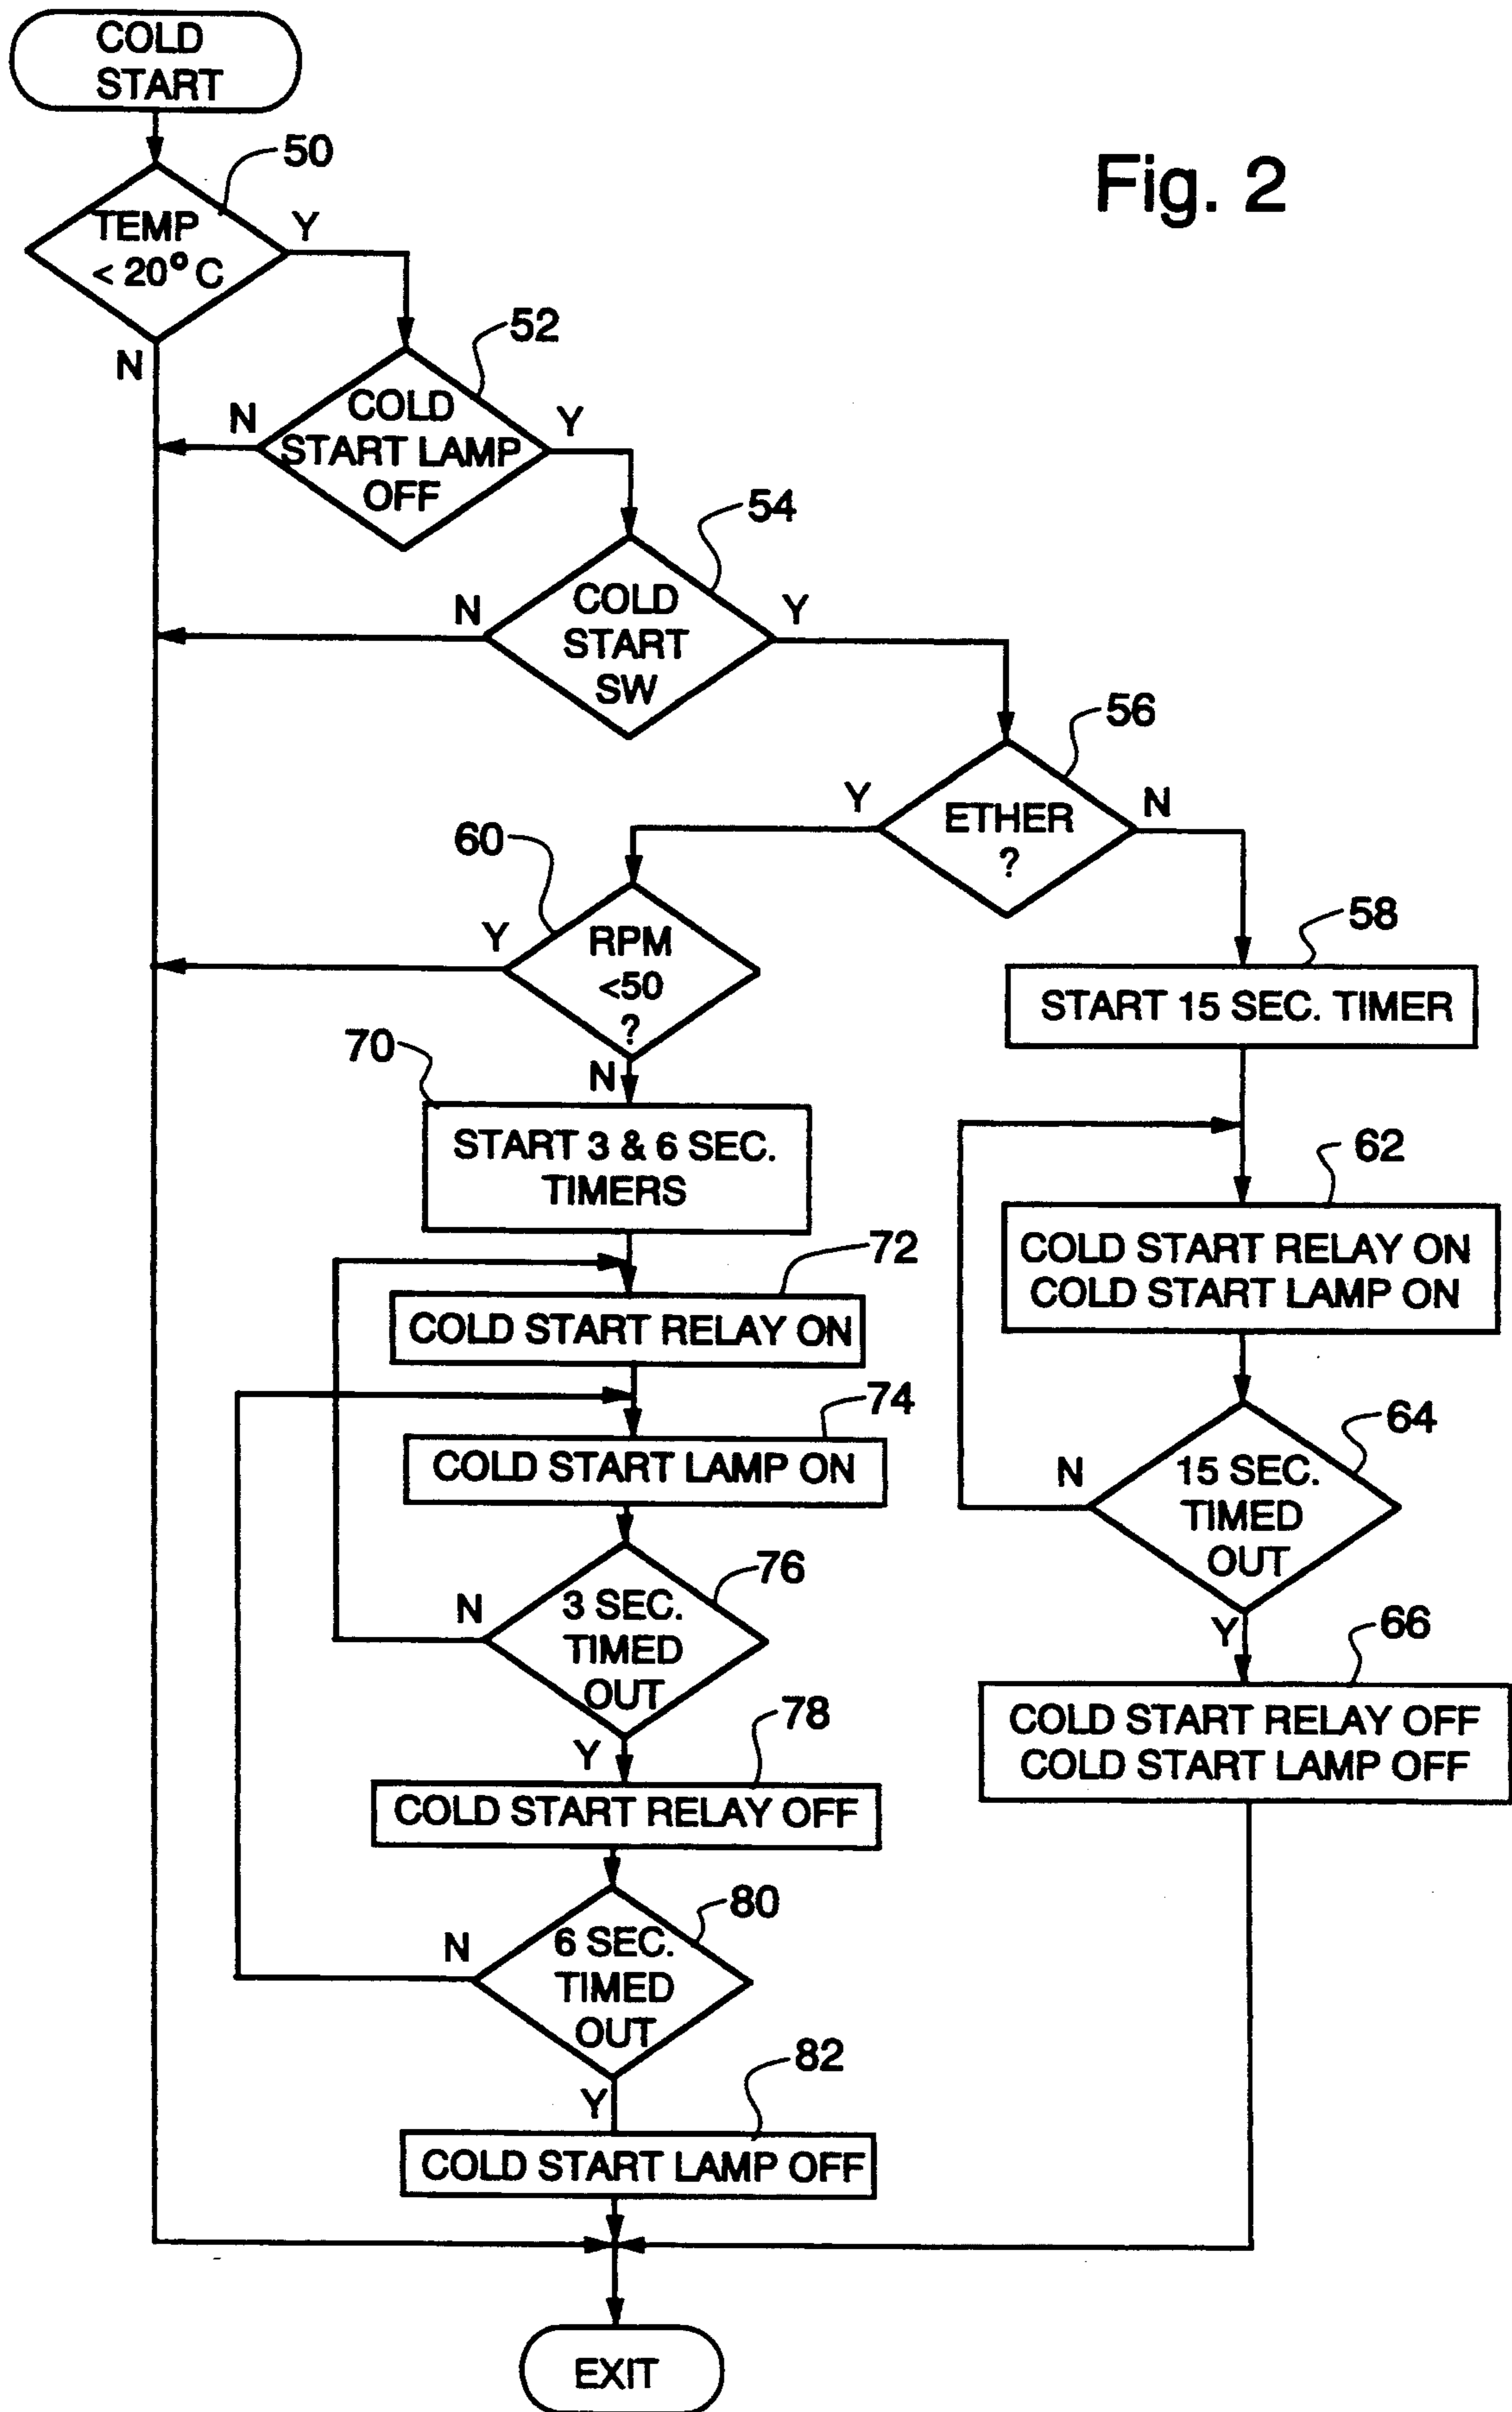 COLD
START
Fig. 2
50
TEMP
< 20° C
Y
N
52
COLD
START LAMP
OFF
N
Y
54
COLD
START
SW
N
Y
56
ETHER
?
Y
N
60
RPM
<50
?
Y
N
58
START 15 SEC. TIMER
70
START 3 & 6 SEC.
TIMERS
62
COLD START RELAY ON
COLD START LAMP ON
72
COLD START RELAY ON
74
COLD START LAMP ON
64
15 SEC.
TIMED
OUT
N
Y
76
3 SEC.
TIMED
OUT
N
Y
66
COLD START RELAY OFF
COLD START LAMP OFF
78
COLD START RELAY OFF
80
6 SEC.
TIMED
OUT
N
Y
82
COLD START LAMP OFF
EXIT